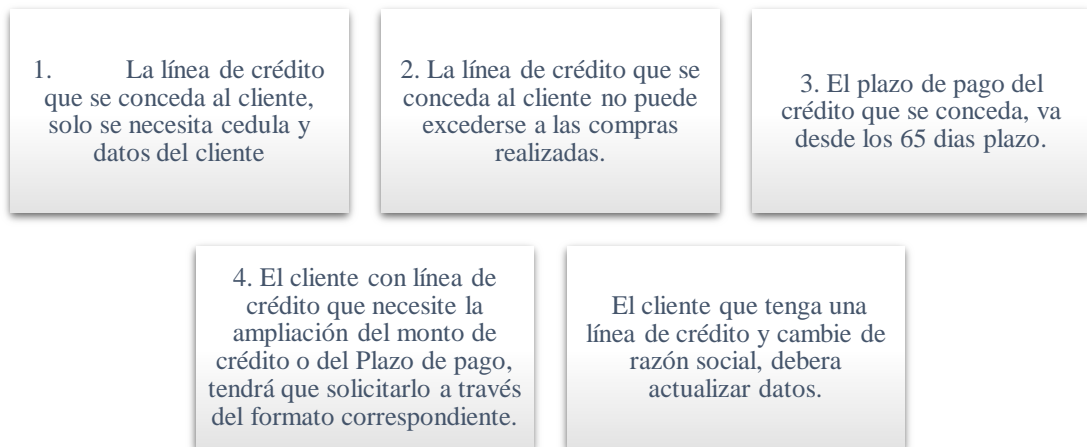 1. La línea de crédito
que se conceda al cliente,
solo se necesita cedula y
datos del cliente
2. La línea de crédito que se
conceda al cliente no puede
excederse a las compras
realizadas.
3. El plazo de pago del
crédito que se conceda, va
desde los 65 dias plazo.
4. El cliente con línea de
crédito que necesite la
ampliación del monto de
crédito o del Plazo de pago,
tendrá que solicitarlo a través
del formato correspondiente.
El cliente que tenga una
línea de crédito y cambie de
razón social, debera
actualizar datos.